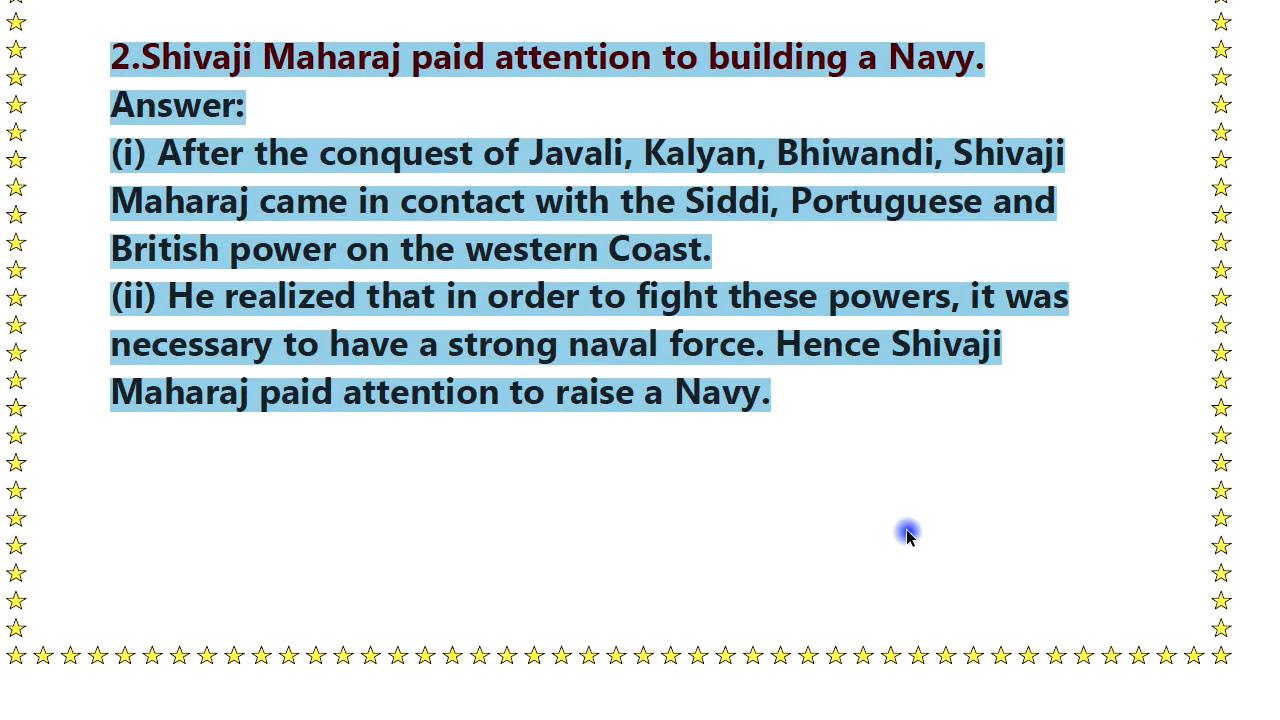 2.Shivaji Maharaj paid attention to building a Navy.
Answer:
(i) After the conquest of Javali, Kalyan, Bhiwandi, Shivaji
Maharaj came in contact with the Siddi, Portuguese and
British power on the western Coast.
(ii) He realized that in order to fight these powers, it was
necessary to have a strong naval force. Hence Shivaji
Maharaj paid attention to raise a Navy.